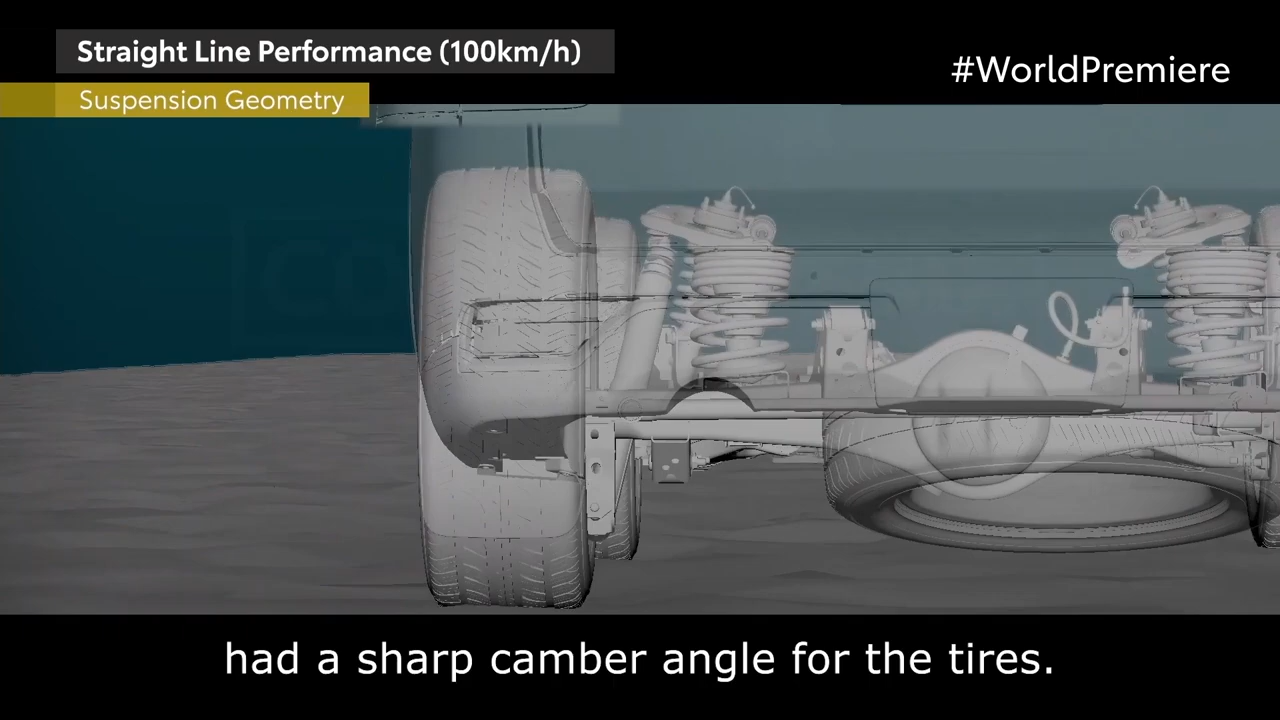 Straight Line Performance (100km/h)
#WorldPremiere
Suspension Geometry
had a sharp camber angle for the tires.